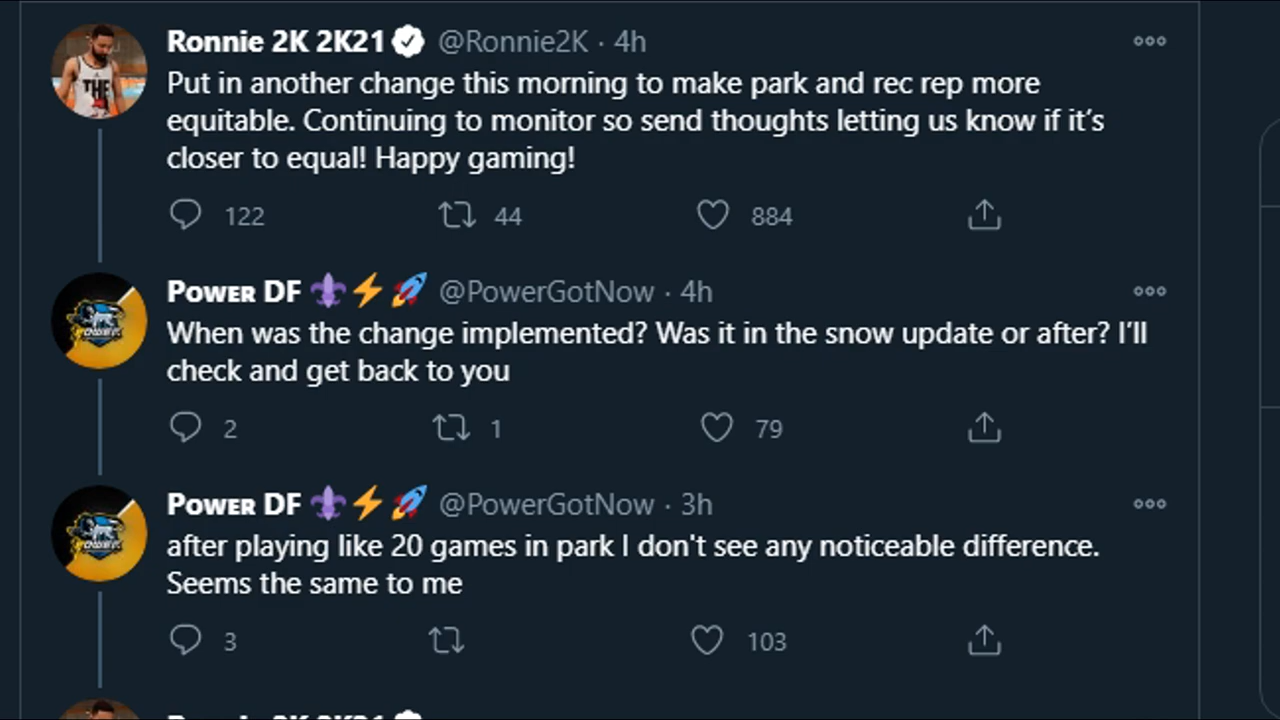 Ronnie 2K 2K21 @Ronnie2K · 4h
Put in another change this morning to make park and rec rep more
equitable. Continuing to monitor so send thoughts letting us know if it's
closer to equal! Happy gaming!
122 44 884
Power DF ⚜️⚡🚀 @PowerGotNow · 4h
When was the change implemented? Was it in the snow update or after? I'll
check and get back to you
2 1 79
Power DF ⚜️⚡🚀 @PowerGotNow · 3h
after playing like 20 games in park I don't see any noticeable difference.
Seems the same to me
3 103